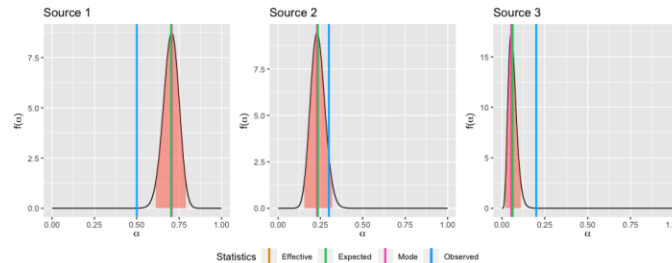 Source 1
Source 2
Source 3
f(α)
7.5
5.0
2.5
0.0
0.00
0.25
0.50
0.75
1.00
α
f(α)
7.5
5.0
2.5
0.0
0.00
0.25
0.50
0.75
1.00
α
f(α)
15
10
5
0
0.00
0.25
0.50
0.75
α
Statistics Effective Expected Mode Observed